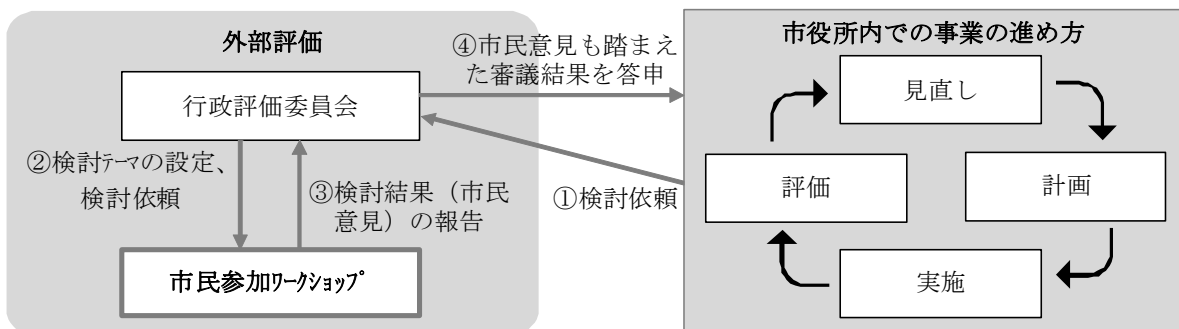 外部評価
行政評価委員会
②検討ﾃｰﾏの設定、
検討依頼
③検討結果（市民
意見）の報告
市民参加ﾜｰｸｼｮｯﾌﾟ
④市民意見も踏まえ
た審議結果を答申
①検討依頼
市役所内での事業の進め方
見直し
評価
計画
実施